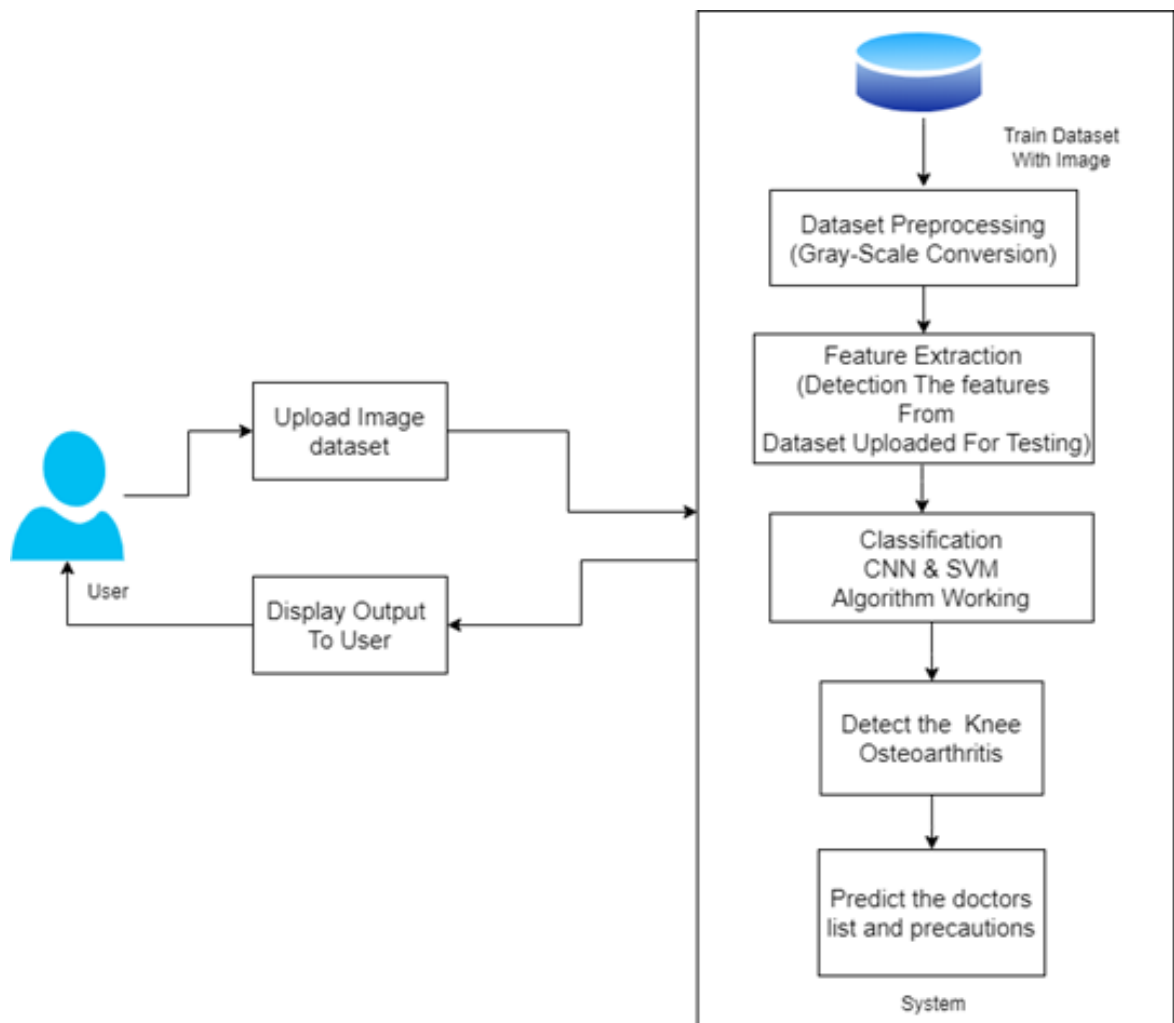 Train Dataset
With Image
Dataset Preprocessing
(Gray-Scale Conversion)
Feature Extraction
(Detection The features
From
Dataset Uploaded For Testing)
Classification
CNN & SVM
Algorithm Working
Detect the Knee
Osteoarthritis
Predict the doctors
list and precautions
System
Upload Image
dataset
User
Display Output
To User